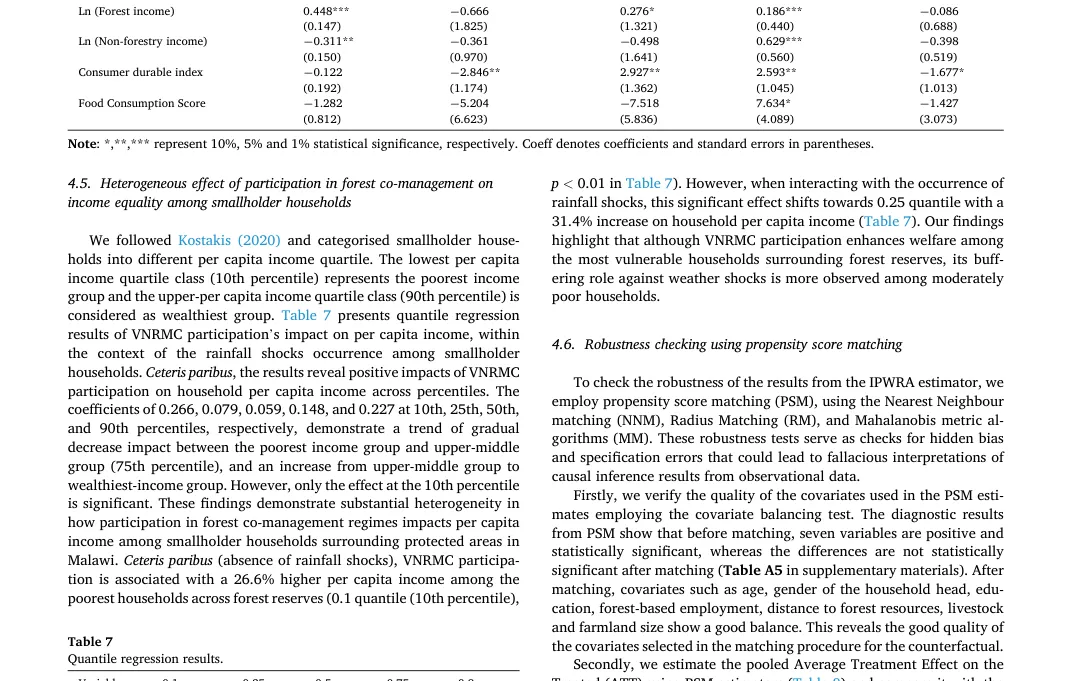 Ln (Forest income) 0.448*** −0.666 0.276* 0.186*** −0.086
(0.147) (1.825) (1.321) (0.440) (0.688)
Ln (Non-forestry income) −0.311** −0.361 −0.498 0.629*** −0.398
(0.150) (0.970) (1.641) (0.560) (0.519)
Consumer durable index −0.122 −2.846** 2.927** 2.593** −1.677*
(0.192) (1.174) (1.362) (1.045) (1.013)
Food Consumption Score −1.282 −5.204 −7.518 7.634* −1.427
(0.812) (6.623) (5.836) (4.089) (3.073)
Note: *,**,*** represent 10%, 5% and 1% statistical significance, respectively. Coeff denotes coefficients and standard errors in parentheses.
4.5. Heterogeneous effect of participation in forest co-management on
income equality among smallholder households
We followed Kostakis (2020) and categorised smallholder house-
holds into different per capita income quartile. The lowest per capita
income quartile class (10th percentile) represents the poorest income
group and the upper-per capita income quartile class (90th percentile) is
considered as wealthiest group. Table 7 presents quantile regression
results of VNRMC participation's impact on per capita income, within
the context of the rainfall shocks occurrence among smallholder
households. Ceteris paribus, the results reveal positive impacts of VNRMC
participation on household per capita income across percentiles. The
coefficients of 0.266, 0.079, 0.059, 0.148, and 0.227 at 10th, 25th, 50th,
and 90th percentiles, respectively, demonstrate a trend of gradual
decrease impact between the poorest income group and upper-middle
group (75th percentile), and an increase from upper-middle group to
wealthiest-income group. However, only the effect at the 10th percentile
is significant. These findings demonstrate substantial heterogeneity in
how participation in forest co-management regimes impacts per capita
income among smallholder households surrounding protected areas in
Malawi. Ceteris paribus (absence of rainfall shocks), VNRMC participa-
tion is associated with a 26.6% higher per capita income among the
poorest households across forest reserves (0.1 quantile (10th percentile),
Table 7
Quantile regression results.
p < 0.01 in Table 7). However, when interacting with the occurrence of
rainfall shocks, this significant effect shifts towards 0.25 quantile with a
31.4% increase on household per capita income (Table 7). Our findings
highlight that although VNRMC participation enhances welfare among
the most vulnerable households surrounding forest reserves, its buff-
ering role against weather shocks is more observed among moderately
poor households.
4.6. Robustness checking using propensity score matching
To check the robustness of the results from the IPWRA estimator, we
employ propensity score matching (PSM), using the Nearest Neighbour
matching (NNM), Radius Matching (RM), and Mahalanobis metric al-
gorithms (MM). These robustness tests serve as checks for hidden bias
and specification errors that could lead to fallacious interpretations of
causal inference results from observational data.
Firstly, we verify the quality of the covariates used in the PSM esti-
mates employing the covariate balancing test. The diagnostic results
from PSM show that before matching, seven variables are positive and
statistically significant, whereas the differences are not statistically
significant after matching (Table A5 in supplementary materials). After
matching, covariates such as age, gender of the household head, edu-
cation, forest-based employment, distance to forest resources, livestock
and farmland size show a good balance. This reveals the good quality of
the covariates selected in the matching procedure for the counterfactual.
Secondly, we estimate the pooled Average Treatment Effect on the